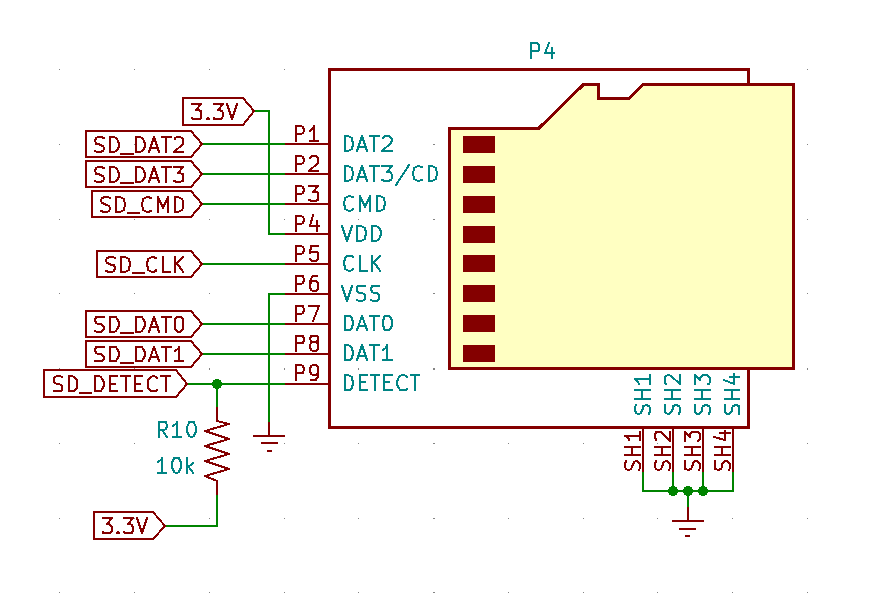 P4
3.3V
SD_DAT2 P1 DAT2
SD_DAT3 P2 DAT3/CD
SD_CMD P3 CMD
P4 VDD
SD_CLK P5 CLK
P6 VSS
SD_DAT0 P7 DAT0
SD_DAT1 P8 DAT1
SD_DETECT P9 DETECT
SH1 SH2 SH3 SH4
SH1 SH2 SH3 SH4
R10
10k
3.3V